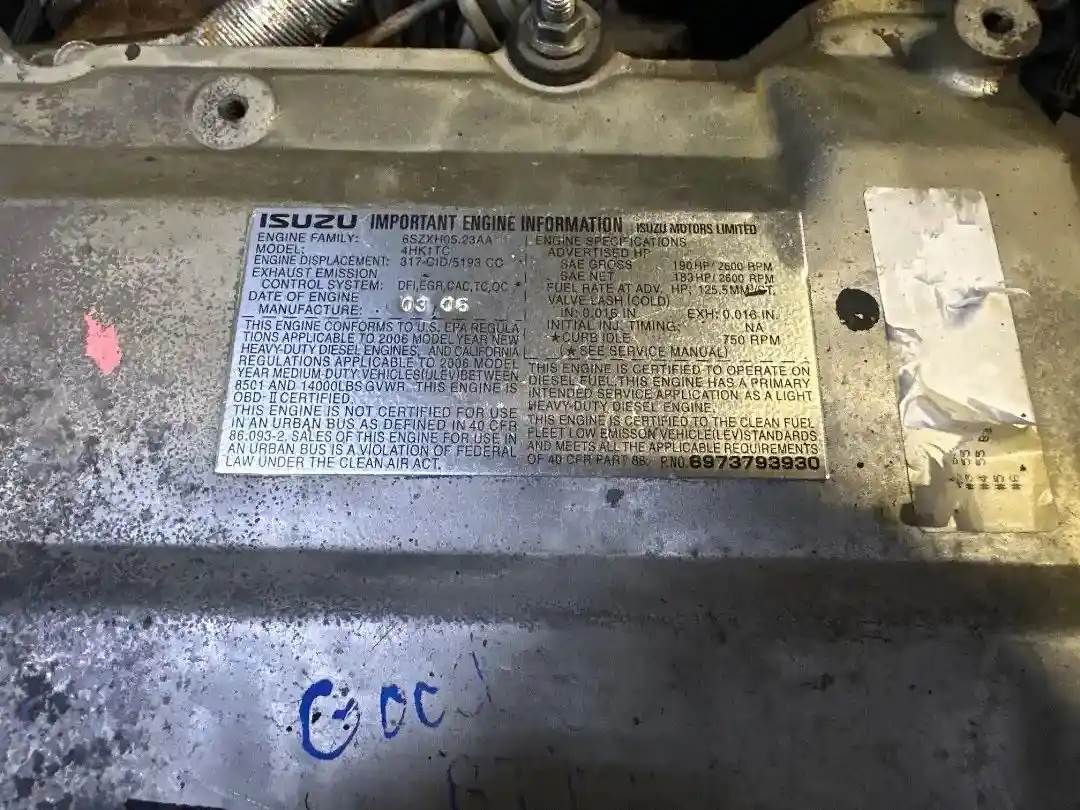 ISUZU IMPORTANT ENGINE INFORMATION ISUZU MOTORS LIMITED
ENGINE FAMILY: 6SZXH05.23AA
MODEL: 4HK1TC
ENGINE DISPLACEMENT: 317-CID/5193 CC
EXHAUST EMISSION
CONTROL SYSTEM: DFI,EGR,CAC,TC,OC
DATE OF ENGINE
MANUFACTURE: 03 06
THIS ENGINE CONFORMS TO U.S. EPA REGULA
TIONS APPLICABLE TO 2006 MODEL YEAR NEW
HEAVY-DUTY DIESEL ENGINES, AND CALIFORNIA
REGULATIONS APPLICABLE TO 2006 MODEL
YEAR MEDIUM-DUTY VEHICLES(ULEV)BETWEEN
8501 AND 14000LBS GVWR. THIS ENGINE IS
OBD-II CERTIFIED.
THIS ENGINE IS NOT CERTIFIED FOR USE
IN AN URBAN BUS AS DEFINED IN 40 CFR
86.093-2. SALES OF THIS ENGINE FOR USE IN
AN URBAN BUS IS A VIOLATION OF FEDERAL
LAW UNDER THE CLEAN AIR ACT.
ENGINE SPECIFICATIONS
ADVERTISED HP
SAE GROSS 190HP/2600 RPM
SAE NET 183HP/2600 RPM
FUEL RATE AT ADV. HP: 125.5MM³/ST.
VALVE LASH (COLD)
IN: 0.016 IN EXH: 0.016 IN.
INITIAL INJ. TIMING: NA
★CURB IDLE 750 RPM
(★SEE SERVICE MANUAL)
THIS ENGINE IS CERTIFIED TO OPERATE ON
DIESEL FUEL. THIS ENGINE HAS A PRIMARY
INTENDED SERVICE APPLICATION AS A LIGHT
HEAVY-DUTY DIESEL ENGINE.
THIS ENGINE IS CERTIFIED TO THE CLEAN FUEL
FLEET LOW EMISSON VEHICLE(LEV)STANDARDS
AND MEETS ALL THE APPLICABLE REQUIREMENTS
OF 40 CFR PART 88. P.NO.6973793930
#4 55
#5
#6
Good